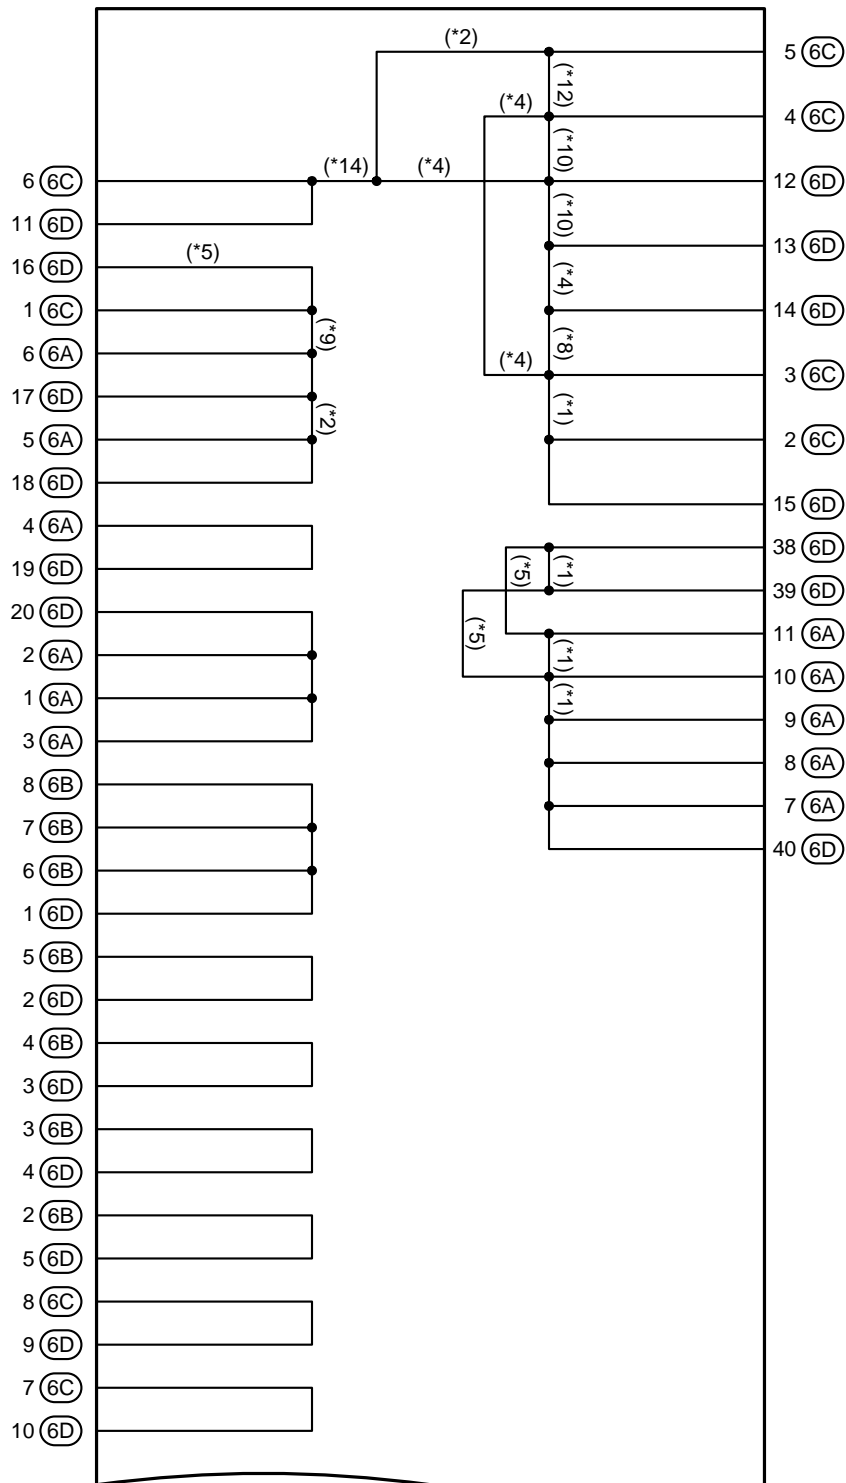 (*2)
5 6C
(*12)
(*4)
4 6C
(*10)
6 6C
(*14)
(*4)
12 6D
11 6D
(*10)
16 6D
(*5)
13 6D
(*4)
1 6C
14 6D
(*9)
(*8)
6 6A
(*4)
3 6C
17 6D
(*2)
(*1)
5 6A
2 6C
18 6D
15 6D
4 6A
38 6D
19 6D
(*5)
(*1)
39 6D
20 6D
(*5)
11 6A
2 6A
(*1)
10 6A
1 6A
(*1)
9 6A
3 6A
8 6A
8 6B
7 6A
7 6B
40 6D
6 6B
1 6D
5 6B
2 6D
4 6B
3 6D
3 6B
4 6D
2 6B
5 6D
8 6C
9 6D
7 6C
10 6D